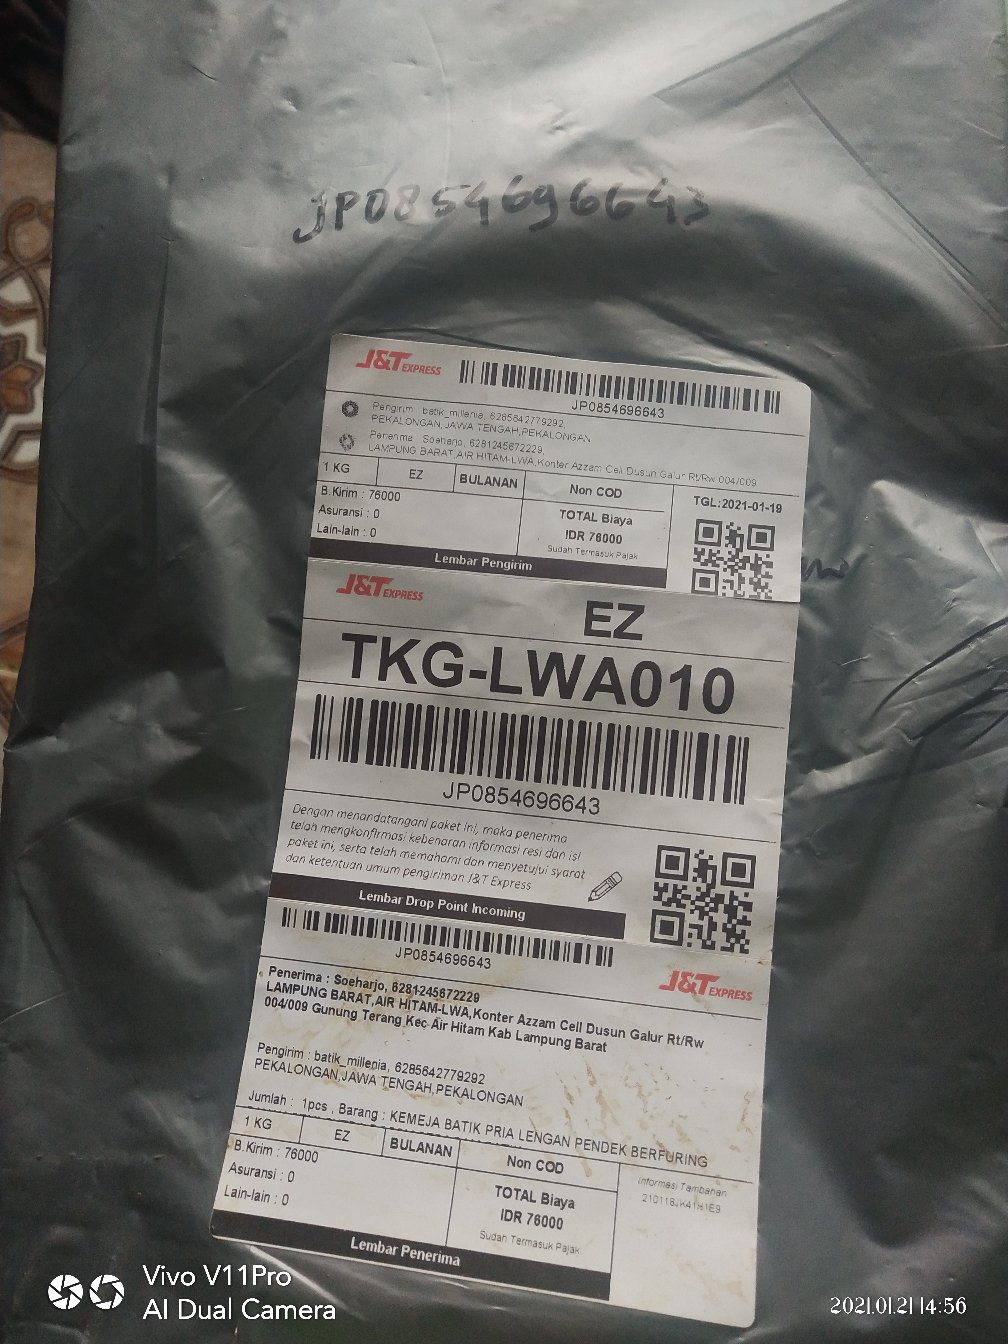 JP0854696643
J&T EXPRESS
JP0854696643
Pengirim : batik_millenia, 6285642779292,
PEKALONGAN,JAWA TENGAH,PEKALONGAN
Penerima : Soeharjo, 6281245672229,
LAMPUNG BARAT,AIR HITAM-LWA,Konter Azzam Cell Dusun Galur Rt/Rw 004/009
1 KG EZ BULANAN Non COD TGL:2021-01-19
B.Kirim : 76000
Asuransi : 0
Lain-lain : 0
TOTAL Biaya
IDR 76000
Sudah Termasuk Pajak
Lembar Pengirim
J&T EXPRESS
EZ
TKG-LWA010
JP0854696643
Dengan menandatangani paket ini, maka penerima
telah mengkonfirmasi kebenaran informasi resi dan isi
paket ini, serta telah memahami dan menyetujui syarat
dan ketentuan umum pengiriman J&T Express
Lembar Drop Point Incoming
JP0854696643
J&T EXPRESS
Penerima : Soeharjo, 6281245672229
LAMPUNG BARAT,AIR HITAM-LWA,Konter Azzam Cell Dusun Galur Rt/Rw
004/009 Gunung Terang Kec Air Hitam Kab Lampung Barat
Pengirim : batik_millenia, 6285642779292
PEKALONGAN,JAWA TENGAH,PEKALONGAN
Jumlah : 1pcs , Barang : KEMEJA BATIK PRIA LENGAN PENDEK BERFURING
1 KG EZ BULANAN Non COD
B.Kirim : 76000
Asuransi : 0
Lain-lain : 0
TOTAL Biaya
IDR 76000
Sudah Termasuk Pajak
Informasi Tambahan
Lembar Penerima
Vivo V11Pro
AI Dual Camera
2021.01.21 14:56